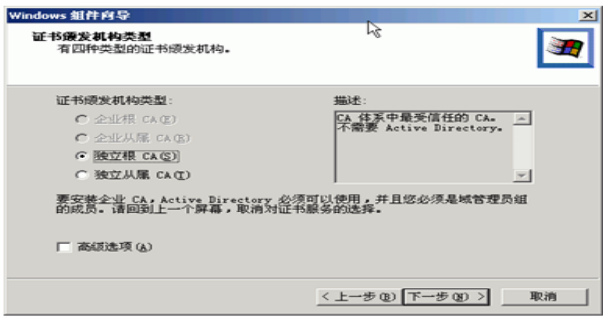 Windows 组件向导
证书颁发机构类型
有四种类型的证书颁发机构。
证书颁发机构类型:
描述:
企业根 CA(E)
企业从属 CA(B)
独立根 CA(S)
独立从属 CA(T)
CA 体系中最受信任的 CA。
不需要 Active Directory。
要安装企业 CA，Active Directory 必须可以使用，并且您必须是域管理员组
的成员。请回到上一个屏幕，取消对证书服务的选择。
高级选项(A)
< 上一步(B)
下一步(N) >
取消